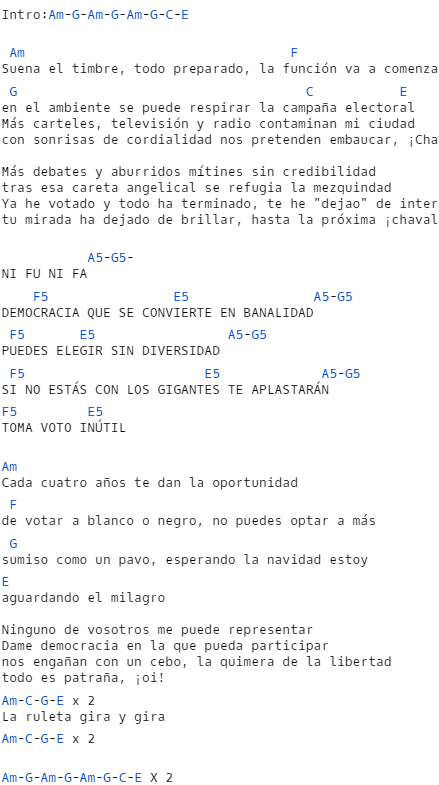 Intro:Am-G-Am-G-Am-G-C-E
Am F
Suena el timbre, todo preparado, la función va a comenza
G C E
en el ambiente se puede respirar la campaña electoral
Más carteles, televisión y radio contaminan mi ciudad
con sonrisas de cordialidad nos pretenden embaucar, ¡Cha
Más debates y aburridos mítines sin credibilidad
tras esa careta angelical se refugia la mezquindad
Ya he votado y todo ha terminado, te he "dejao" de inter
tu mirada ha dejado de brillar, hasta la próxima ¡chaval
A5-G5-
NI FU NI FA
F5 E5 A5-G5
DEMOCRACIA QUE SE CONVIERTE EN BANALIDAD
F5 E5 A5-G5
PUEDES ELEGIR SIN DIVERSIDAD
F5 E5 A5-G5
SI NO ESTÁS CON LOS GIGANTES TE APLASTARÁN
F5 E5
TOMA VOTO INÚTIL
Am
Cada cuatro años te dan la oportunidad
F
de votar a blanco o negro, no puedes optar a más
G
sumiso como un pavo, esperando la navidad estoy
E
aguardando el milagro
Ninguno de vosotros me puede representar
Dame democracia en la que pueda participar
nos engañan con un cebo, la quimera de la libertad
todo es patraña, ¡oi!
Am-C-G-E x 2
La ruleta gira y gira
Am-C-G-E x 2
Am-G-Am-G-Am-G-C-E X 2